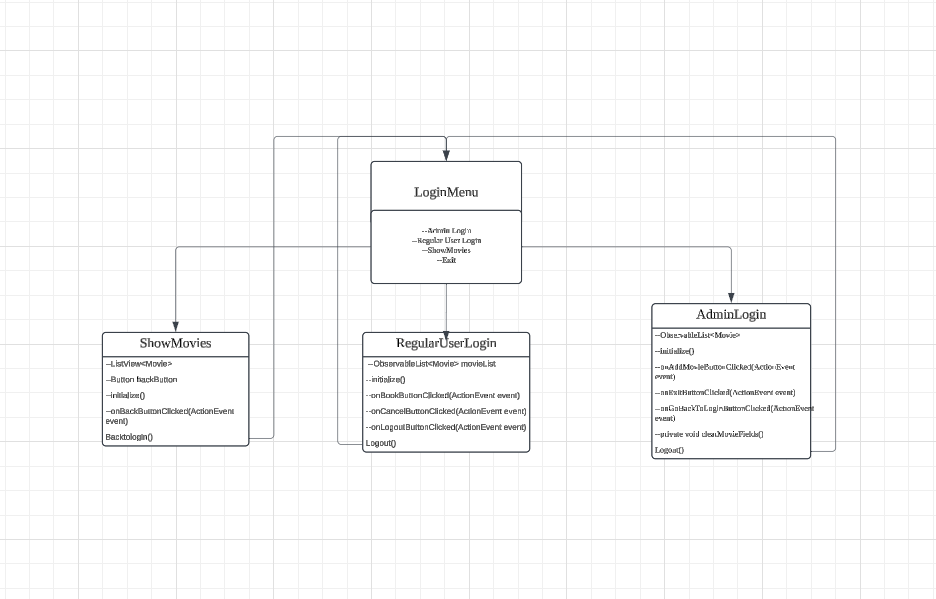 LoginMenu
--Admin Login
--Regular User Login
--ShowMovies
--Exit
ShowMovies
--ListView<Movie>
--Button backButton
--initialize()
--onBackButtonClicked(ActionEvent
event)
Backtologin()
RegularUserLogin
--ObservableList<Movie> movieList
--initialize()
--onBookButtonClicked(ActionEvent event)
--onCancelButtonClicked(ActionEvent event)
--onLogoutButtonClicked(ActionEvent event)
Logout()
AdminLogin
--ObservableList<Movie>
--initialize()
--onAddMovieButtonClicked(ActionEvent
event)
--onExitButtonClicked(ActionEvent event)
--onGoBackToLoginButtonClicked(ActionEvent
event)
--private void clearMovieFields()
Logout()